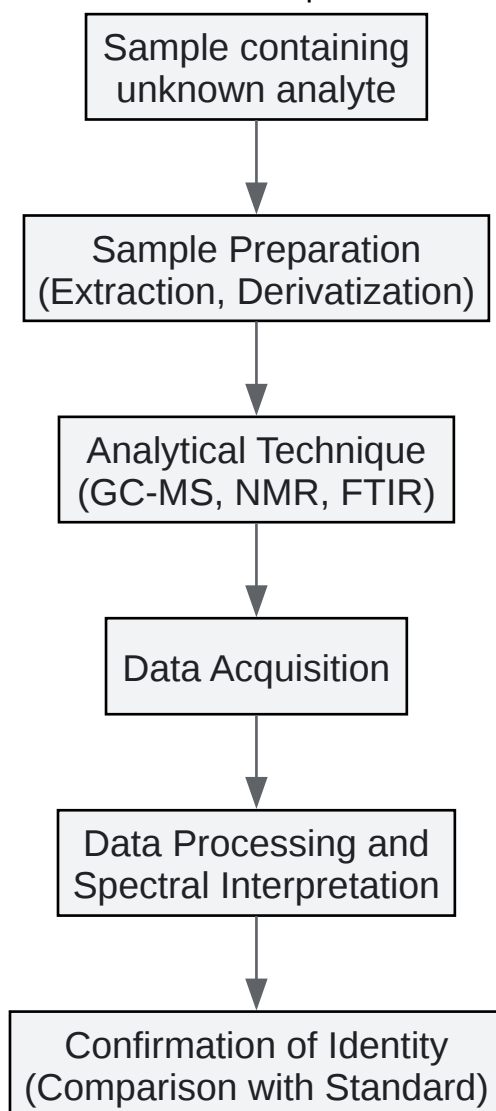 Sample containing
unknown analyte
Sample Preparation
(Extraction, Derivatization)
Analytical Technique
(GC-MS, NMR, FTIR)
Data Acquisition
Data Processing and
Spectral Interpretation
Confirmation of Identity
(Comparison with Standard)